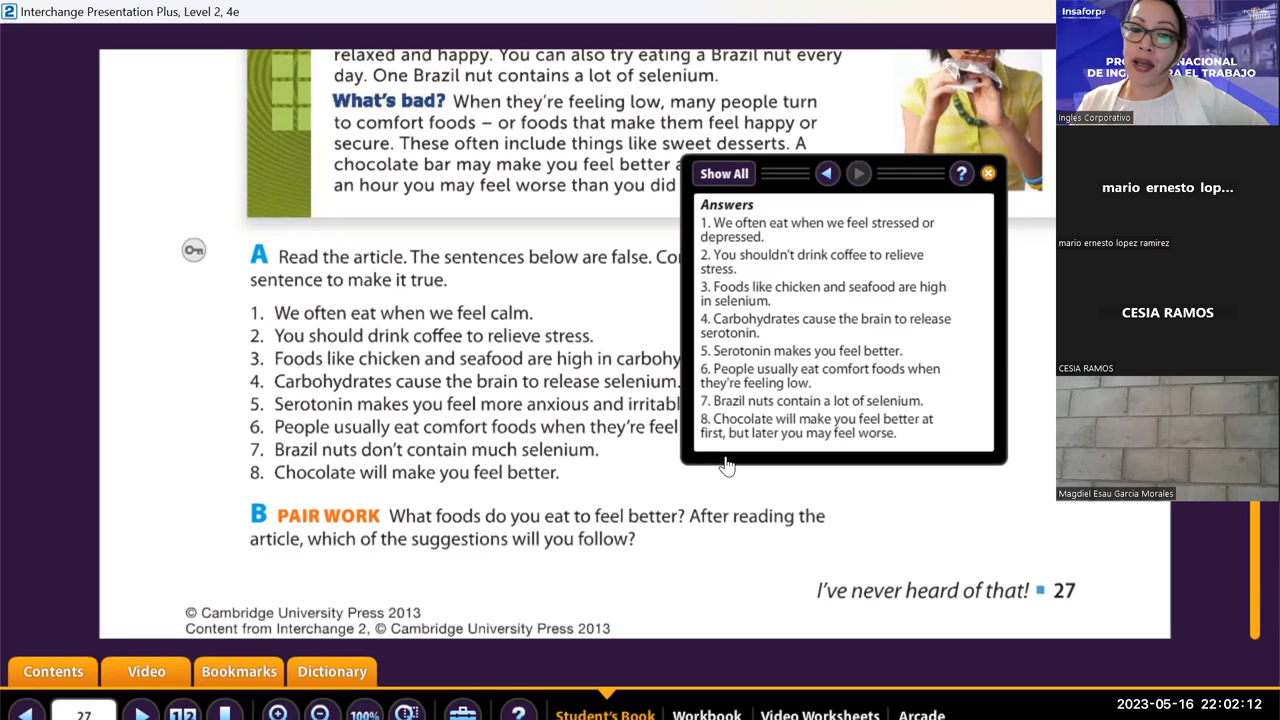 Interchange Presentation Plus, Level 2, 4e
relaxed and happy. You can also try eating a Brazil nut every
day. One Brazil nut contains a lot of selenium.
What's bad? When they're feeling low, many people turn
to comfort foods – or foods that make them feel happy or
secure. These often include things like sweet desserts. A
chocolate bar may make you feel better
an hour you may feel worse than you did
A Read the article. The sentences below are false.
sentence to make it true.
1. We often eat when we feel calm.
2. You should drink coffee to relieve stress.
3. Foods like chicken and seafood are high in carbohy
4. Carbohydrates cause the brain to release selenium.
5. Serotonin makes you feel more anxious and irritabl
6. People usually eat comfort foods when they're feel
7. Brazil nuts don't contain much selenium.
8. Chocolate will make you feel better.
B PAIR WORK What foods do you eat to feel better? After reading the
article, which of the suggestions will you follow?
I've never heard of that! 27
© Cambridge University Press 2013
Content from Interchange 2, © Cambridge University Press 2013
Show All ?
Answers
1. We often eat when we feel stressed or
depressed.
2. You shouldn't drink coffee to relieve
stress.
3. Foods like chicken and seafood are high
in selenium.
4. Carbohydrates cause the brain to release
serotonin.
5. Serotonin makes you feel better.
6. People usually eat comfort foods when
they're feeling low.
7. Brazil nuts contain a lot of selenium.
8. Chocolate will make you feel better at
first, but later you may feel worse.
Insaforp
NACIONAL
DE
EL TRABAJO
Ingles Corporativo
mario ernesto lop...
mario ernesto lopez ramirez
CESIA RAMOS
CESIA RAMOS
Magdiel Esau Garcia Morales
Contents Video Bookmarks Dictionary
27 1 2 100% ? Student's Book Workbook Video Worksheets Arcade
2023-05-16 22:02:12